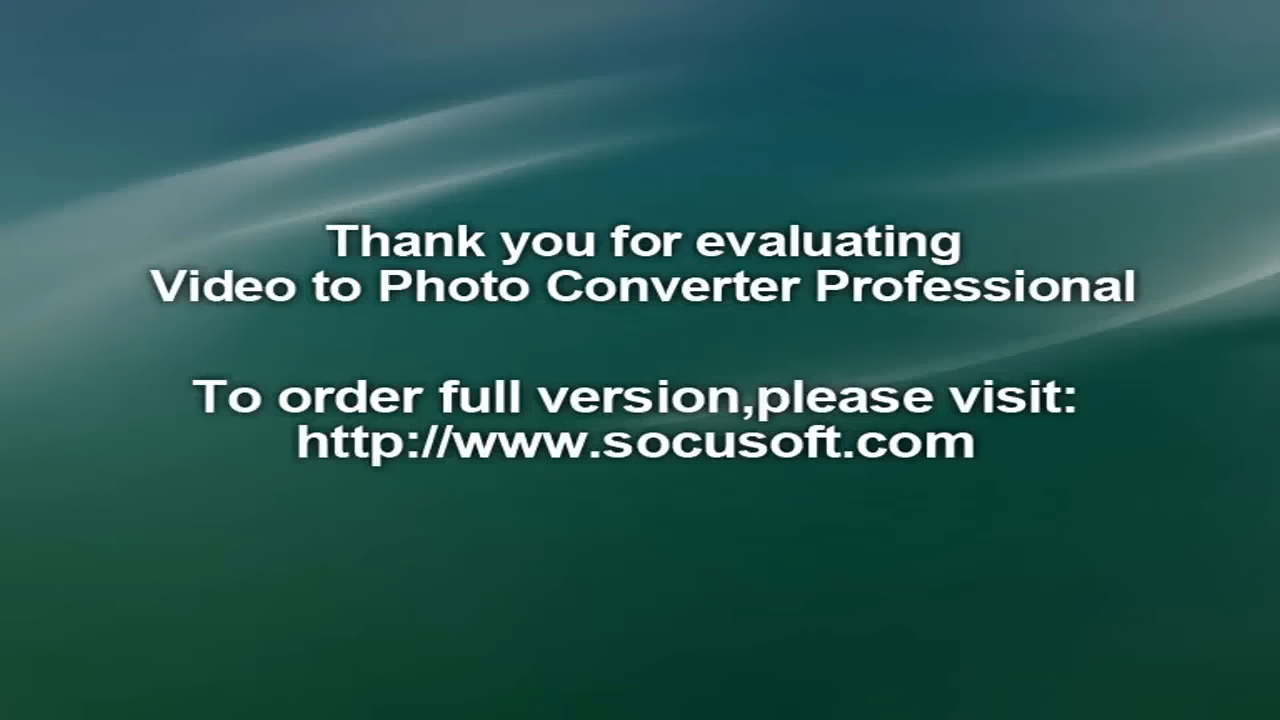 Thank you for evaluating
Video to Photo Converter Professional
To order full version,please visit:
http://www.socusoft.com